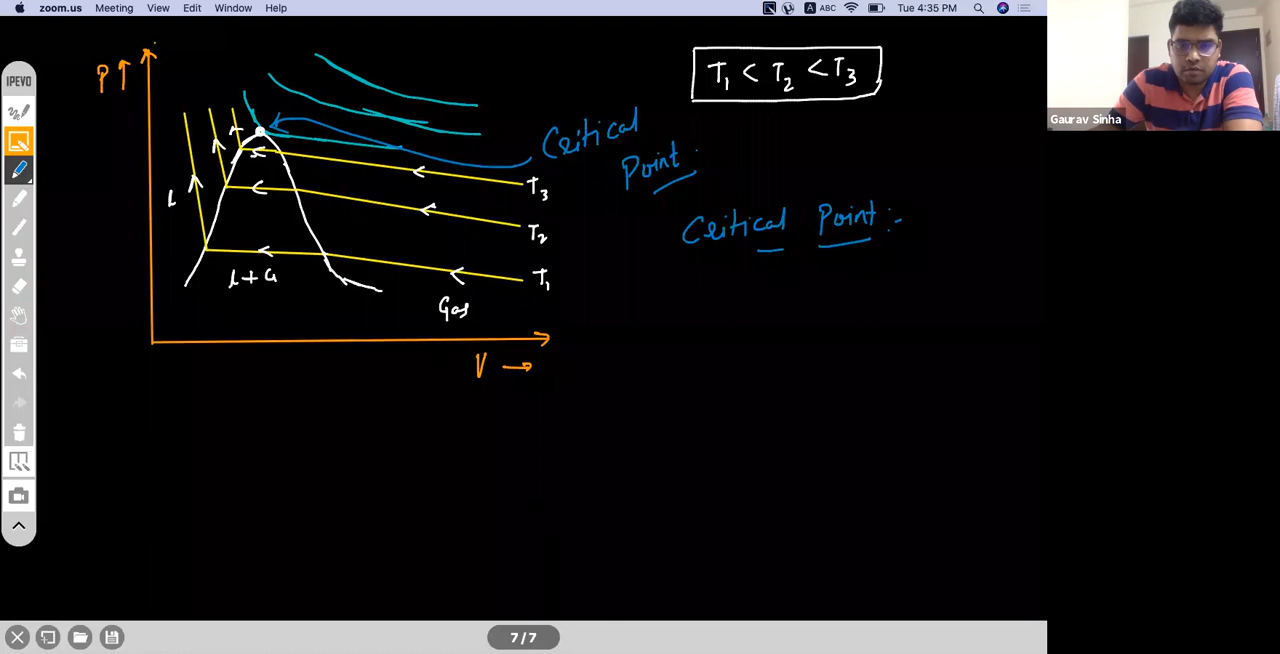 zoom.us Meeting View Edit Window Help
A ABC Tue 4:35 PM
IPEVO
P ↑
T₁ < T₂ < T₃
Gaurav Sinha
Critical
Point
L
T₃
Critical Point :-
T₂
L + G
T₁
Gas
V →
7/7